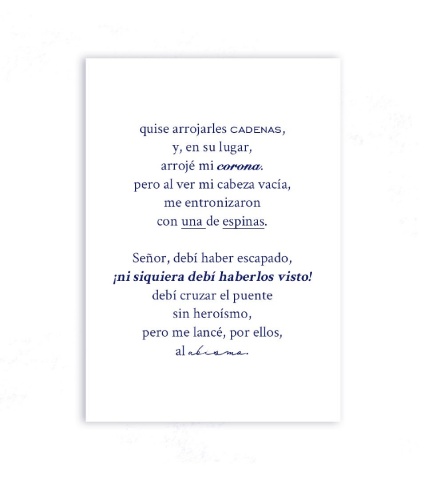 quise arrojarles CADENAS,
y, en su lugar,
arrojé mi corona.
pero al ver mi cabeza vacía,
me entronizaron
con una de espinas.
Señor, debí haber escapado,
¡ni siquiera debí haberlos visto!
debí cruzar el puente
sin heroísmo,
pero me lancé, por ellos,
al abismo.